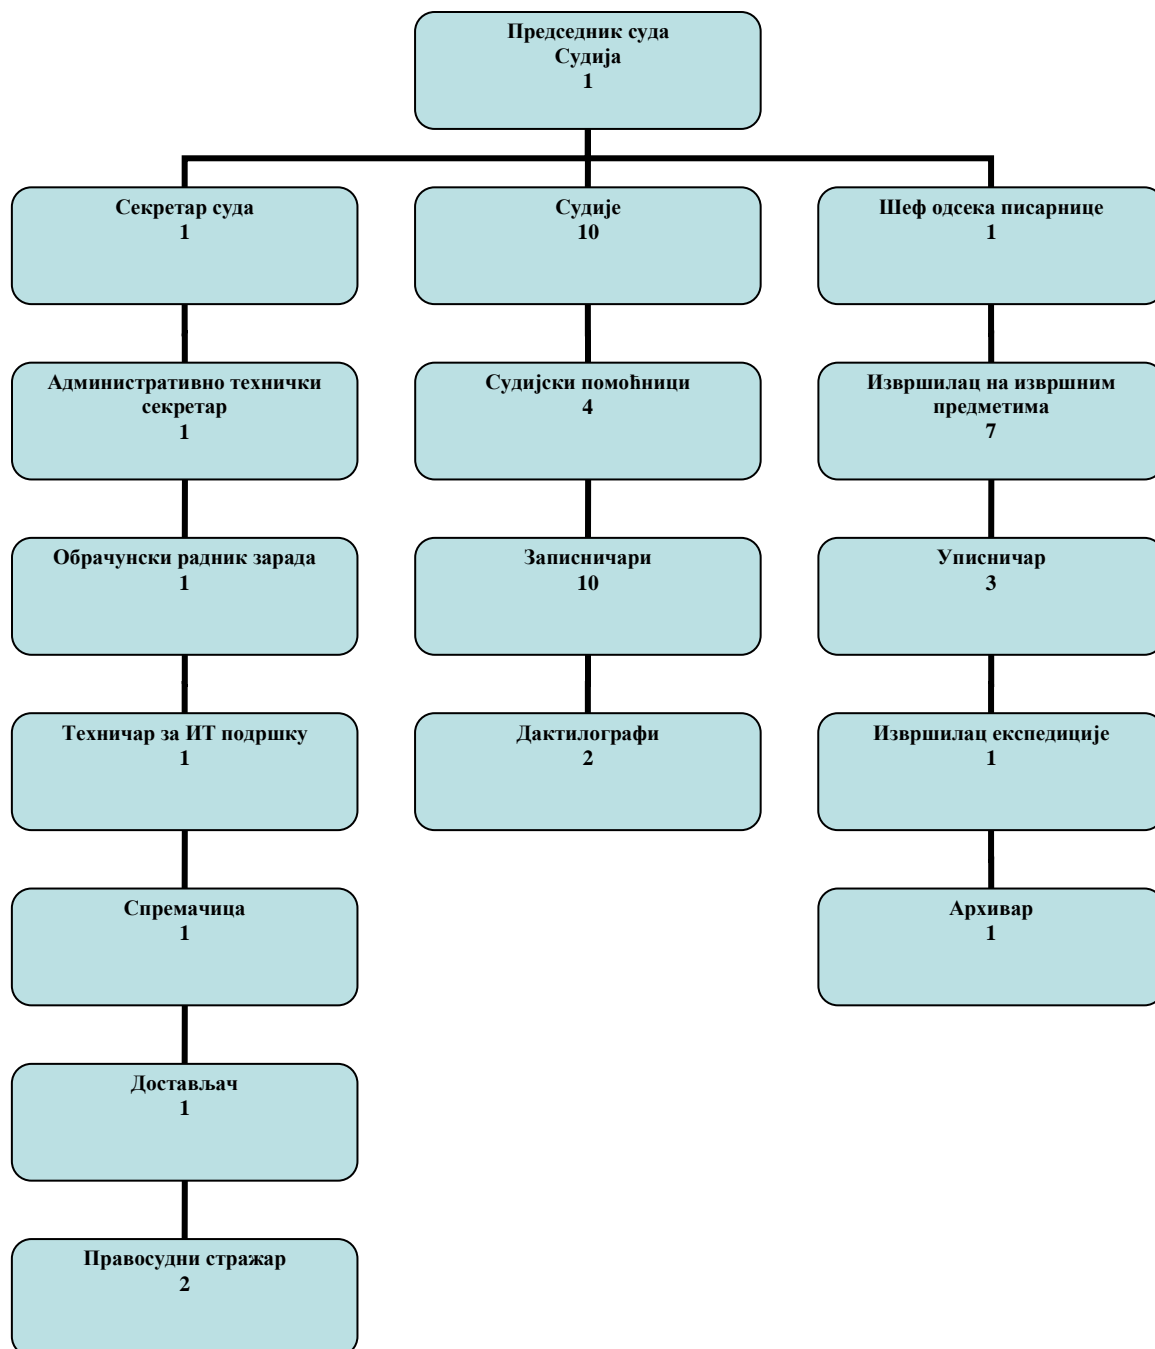 Председник суда
Судија
1
Секретар суда
1
Судије
10
Шеф одсека писарнице
1
Административно технички
секретар
1
Судијски помоћници
4
Извршилац на извршним
предметима
7
Обрачунски радник зарада
1
Записничари
10
Уписничар
3
Техничар за ИТ подршку
1
Дактилографи
2
Извршилац експедиције
1
Спремачица
1
Архивар
1
Достављач
1
Правосудни стражар
2